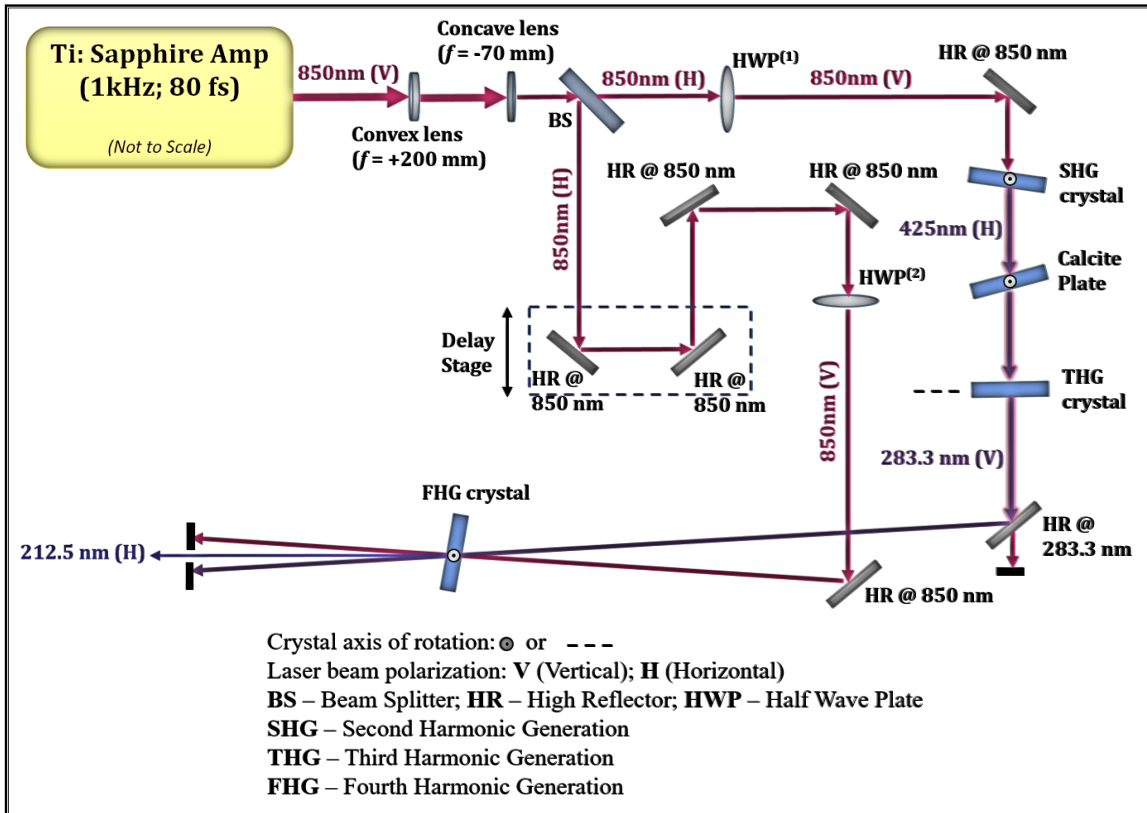 Ti: Sapphire Amp
(1kHz; 80 fs)
(Not to Scale)
850nm (V)
Convex lens
(f = +200 mm)
Concave lens
(f = -70 mm)
BS
850nm (H)
HWP(1)
850nm (V)
HR @ 850 nm
SHG
crystal
425nm (H)
Calcite
Plate
THG
crystal
283.3 nm (V)
HR @
283.3 nm
850nm (H)
HR @ 850 nm
HR @ 850 nm
HWP(2)
Delay
Stage
HR @
850 nm
HR @
850 nm
850nm (V)
HR @ 850 nm
FHG crystal
212.5 nm (H)
Crystal axis of rotation: or - - -
Laser beam polarization: V (Vertical); H (Horizontal)
BS – Beam Splitter; HR – High Reflector; HWP – Half Wave Plate
SHG – Second Harmonic Generation
THG – Third Harmonic Generation
FHG – Fourth Harmonic Generation